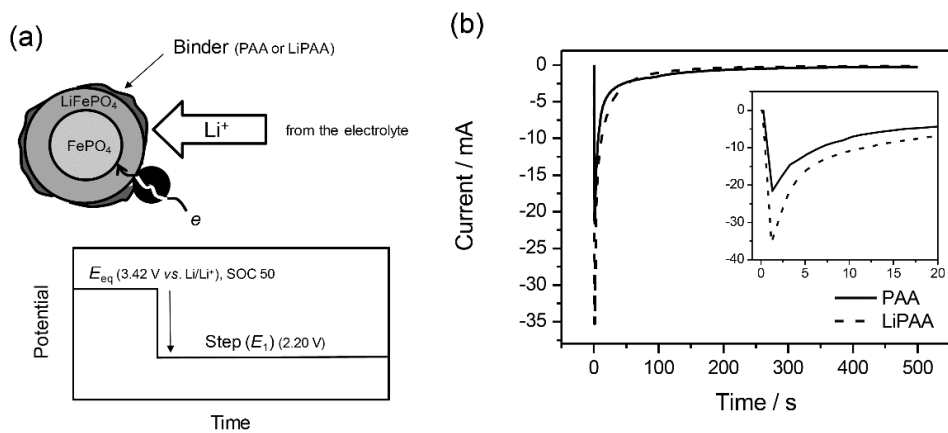 (a)
Binder (PAA or LiPAA)
LiFePO₄
FePO₄
Li⁺
from the electrolyte
e
E_eq (3.42 V vs. Li/Li⁺), SOC 50
Step (E₁) (2.20 V)
Potential
Time
(b)
0
-5
-10
-15
-20
-25
-30
-35
Current / mA
0
-10
-20
-30
-40
0 5 10 15 20
PAA
LiPAA
0 100 200 300 400 500
Time / s